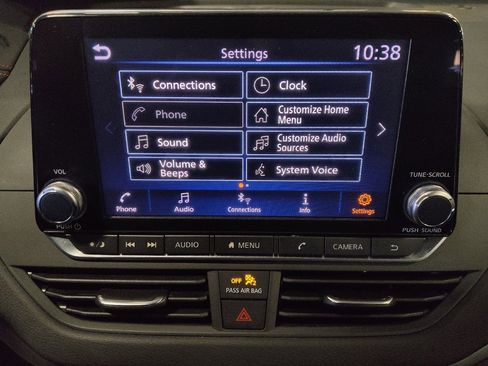 Settings
10:38
Connections
Clock
Phone
Customize Home
Menu
Sound
Customize Audio
Sources
Volume &
Beeps
System Voice
VOL
TUNE·SCROLL
Phone
Audio
Connections
Info
Settings
PUSH
PUSH SOUND
AUDIO
MENU
CAMERA
OFF
PASS AIR BAG